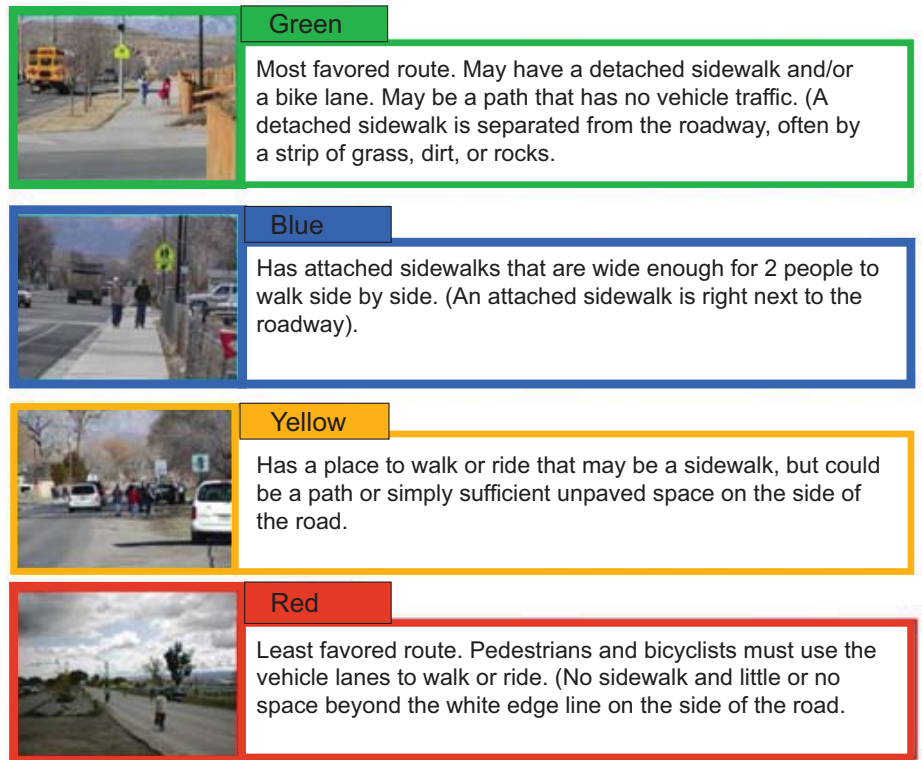 Green
Most favored route. May have a detached sidewalk and/or
a bike lane. May be a path that has no vehicle traffic. (A
detached sidewalk is separated from the roadway, often by
a strip of grass, dirt, or rocks.
Blue
Has attached sidewalks that are wide enough for 2 people to
walk side by side. (An attached sidewalk is right next to the
roadway).
Yellow
Has a place to walk or ride that may be a sidewalk, but could
be a path or simply sufficient unpaved space on the side of
the road.
Red
Least favored route. Pedestrians and bicyclists must use the
vehicle lanes to walk or ride. (No sidewalk and little or no
space beyond the white edge line on the side of the road.